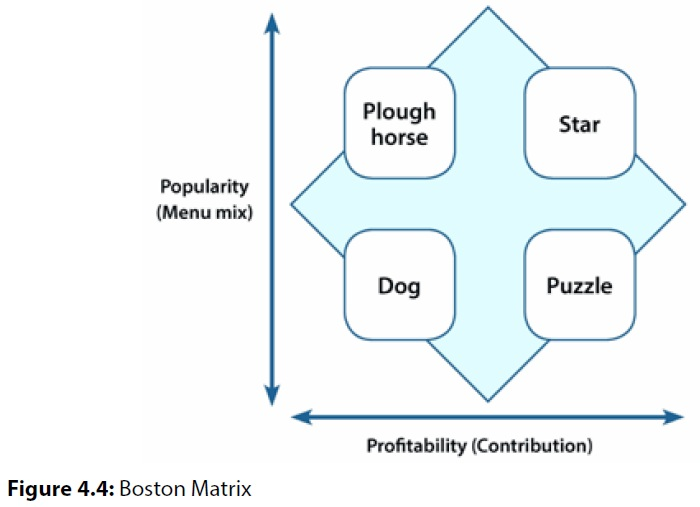 Plough
horse
Star
Popularity
(Menu mix)
Dog
Puzzle
Profitability (Contribution)
Figure 4.4: Boston Matrix